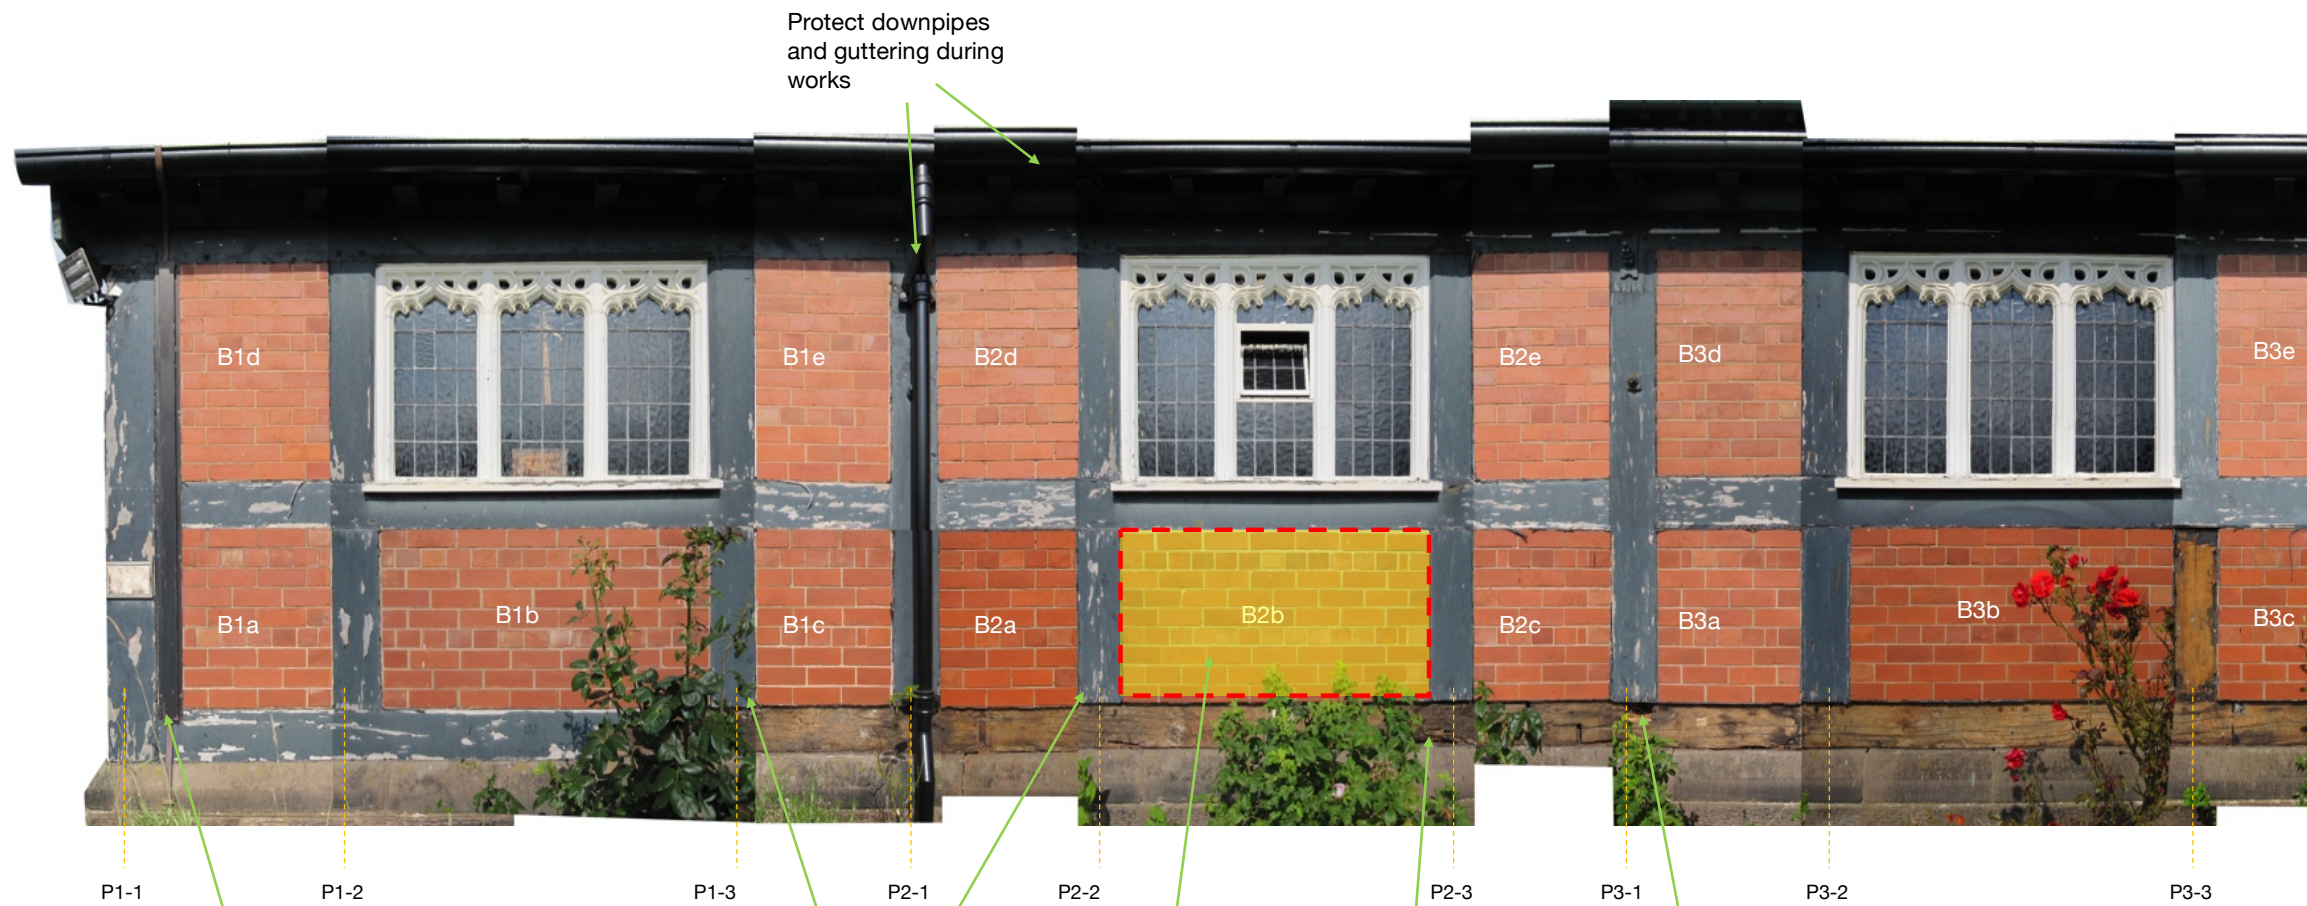 Protect downpipes
and guttering during
works
B1d
B1e
B2d
B2e
B3d
B3e
B1a
B1b
B1c
B2a
B2b
B2c
B3a
B3b
B3c
P1-1
P1-2
P1-3
P2-1
P2-2
P2-3
P3-1
P3-2
P3-3